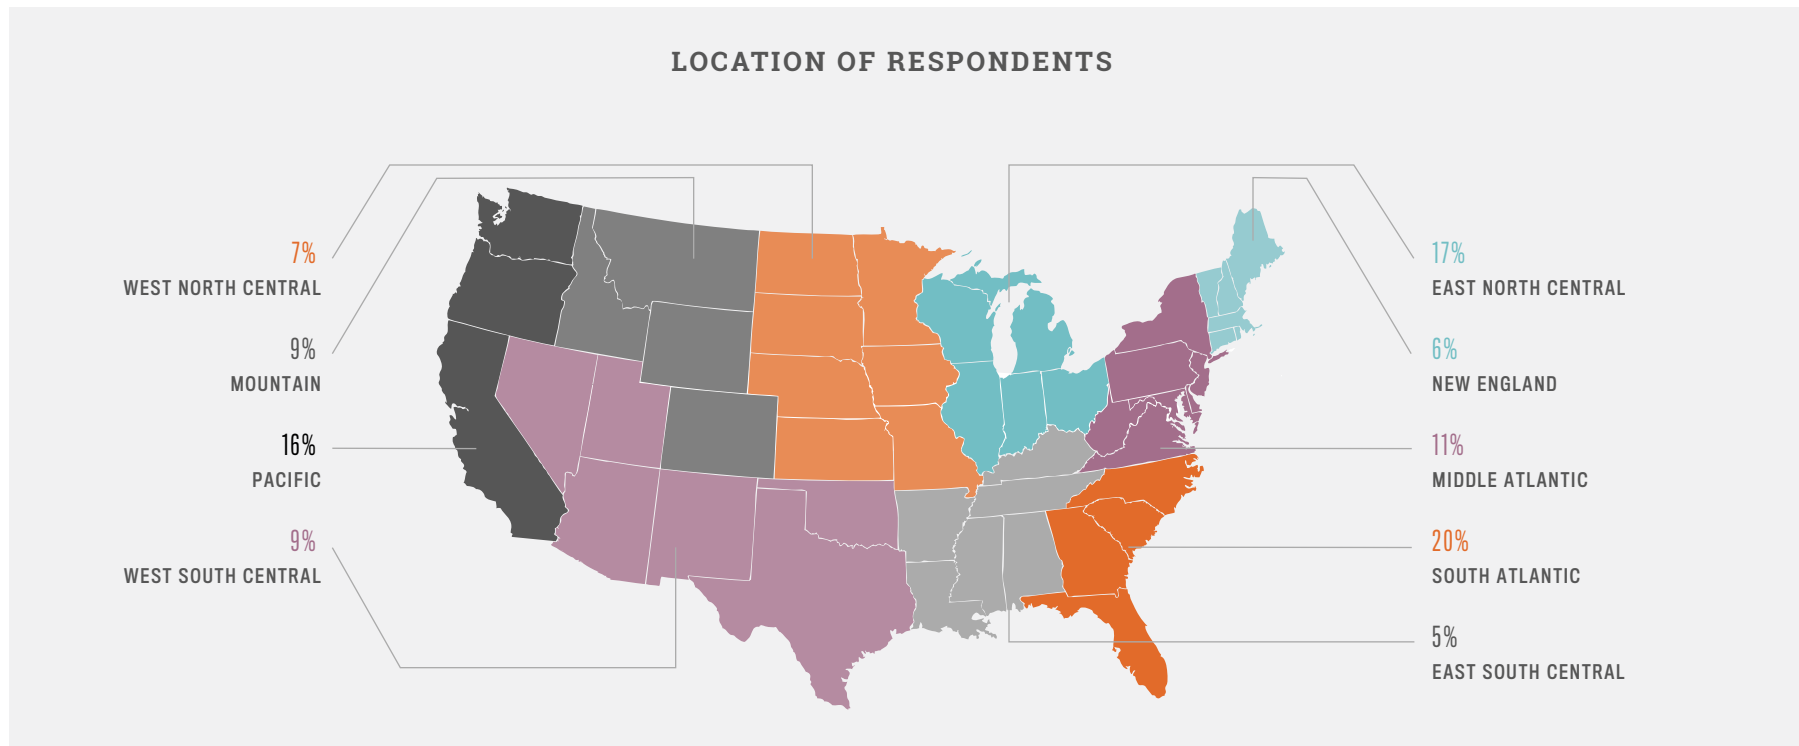 LOCATION OF RESPONDENTS
7%
WEST NORTH CENTRAL
9%
MOUNTAIN
16%
PACIFIC
9%
WEST SOUTH CENTRAL
17%
EAST NORTH CENTRAL
6%
NEW ENGLAND
11%
MIDDLE ATLANTIC
20%
SOUTH ATLANTIC
5%
EAST SOUTH CENTRAL